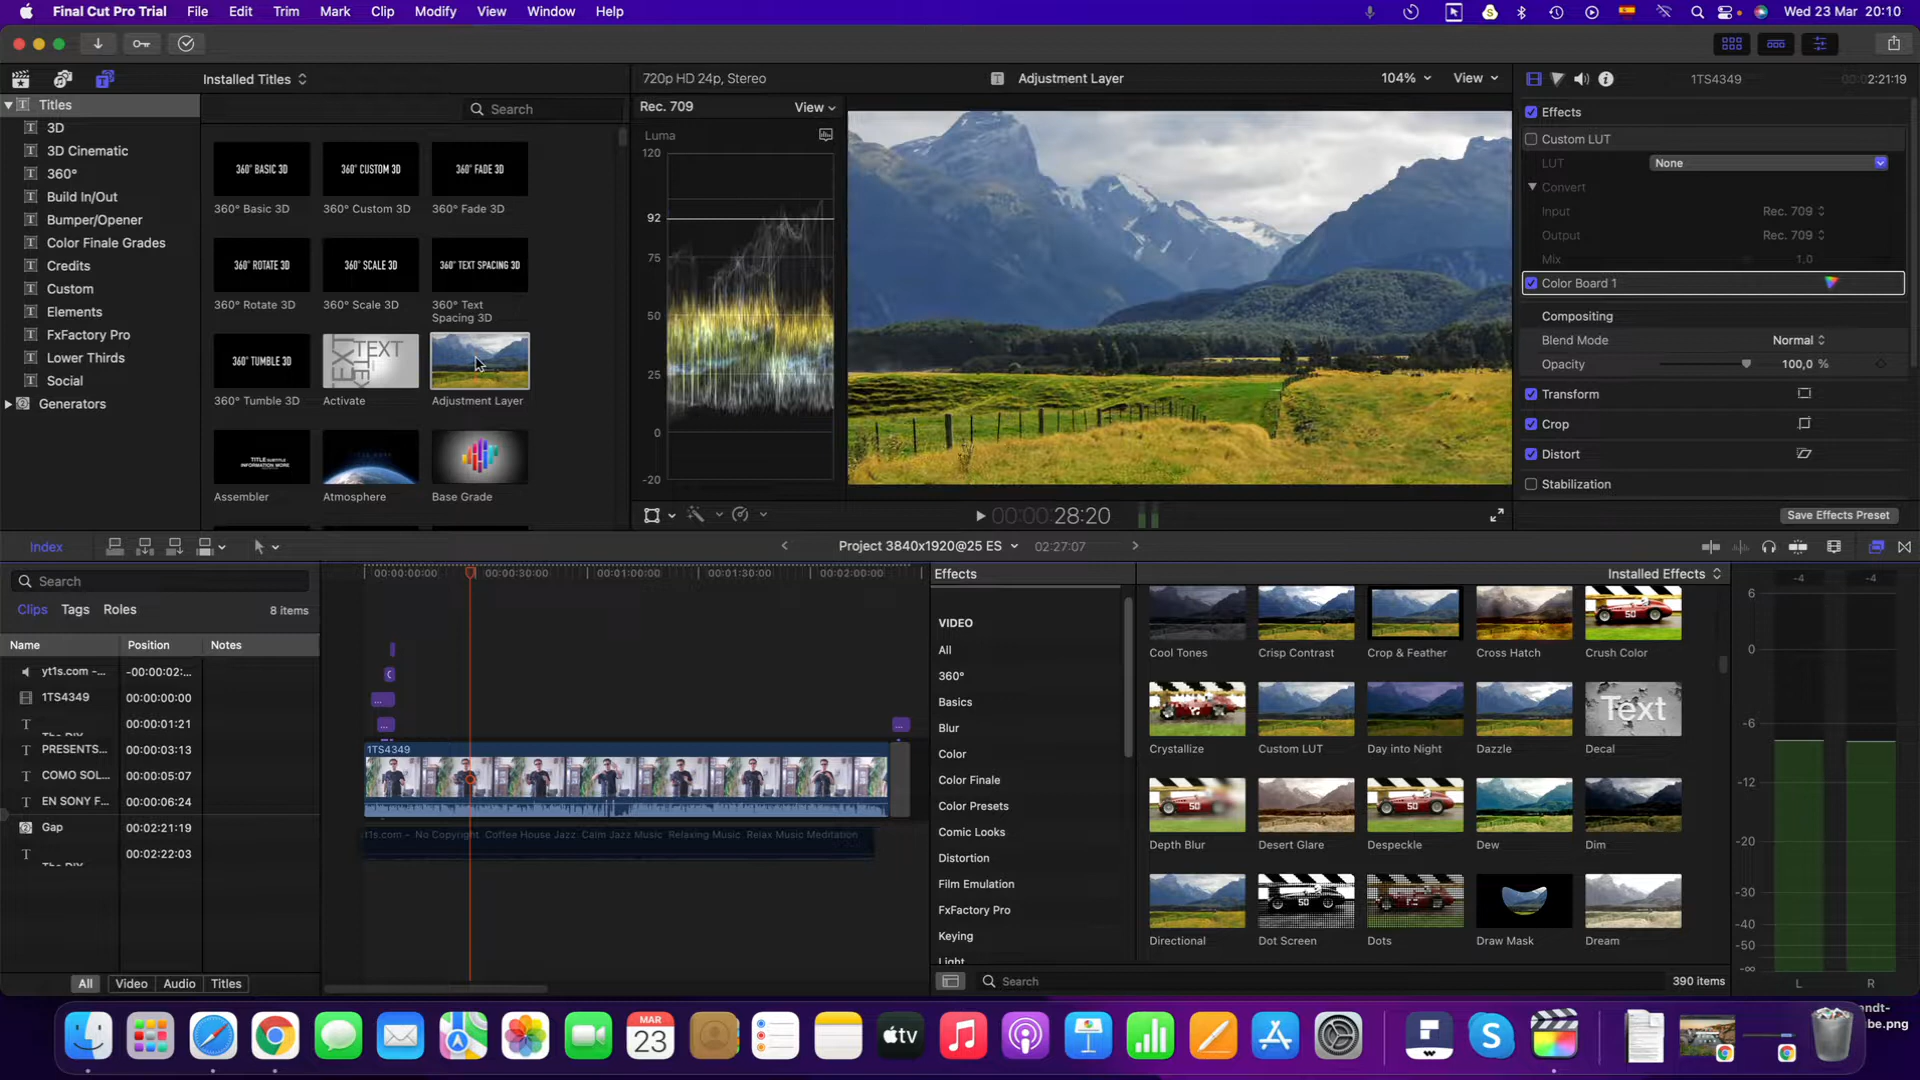 Final Cut Pro Trial File Edit Trim Mark Clip Modify View Window Help Wed 23 Mar 20:10
Installed Titles
Titles
3D
3D Cinematic
360°
Build In/Out
Bumper/Opener
Color Finale Grades
Credits
Custom
Elements
FxFactory Pro
Lower Thirds
Social
Generators
Search
360° BASIC 3D 360° CUSTOM 3D 360° FADE 3D
360° Basic 3D 360° Custom 3D 360° Fade 3D
360° ROTATE 3D 360° SCALE 3D 360° TEXT SPACING 3D
360° Rotate 3D 360° Scale 3D 360° Text
Spacing 3D
360° TUMBLE 3D TEXT
360° Tumble 3D Activate Adjustment Layer
TITLE SUBTITLE
INFORMATION MORE
Assembler Atmosphere Base Grade
720p HD 24p, Stereo Adjustment Layer 104% View
Rec. 709 View
Luma
120
92
75
50
25
0
-20
00:00:28:20
1TS4349 00:02:21:19
Effects
Custom LUT
LUT None
Convert
Input Rec. 709
Output Rec. 709
Mix 1,0
Color Board 1
Compositing
Blend Mode Normal
Opacity 100,0 %
Transform
Crop
Distort
Stabilization
Save Effects Preset
Index
Project 3840x1920@25 ES 02:27:07
Search
Clips Tags Roles 8 items
Name Position Notes
yt1s.com –... -00:00:02:...
1TS4349 00:00:00:00
00:00:01:21
PRESENTS... 00:00:03:13
COMO SOL... 00:00:05:07
EN SONY F... 00:00:06:24
Gap 00:02:21:19
00:02:22:03
All Video Audio Titles
00:00:00:00 00:00:30:00 00:01:00:00 00:01:30:00 00:02:00:00
1TS4349
t1s.com – No Copyright Coffee House Jazz Calm Jazz Music Relaxing Music Relax Music Meditation
Effects Installed Effects
VIDEO
All
360°
Basics
Blur
Color
Color Finale
Color Presets
Comic Looks
Distortion
Film Emulation
FxFactory Pro
Keying
Light
Cool Tones Crisp Contrast Crop & Feather Cross Hatch Crush Color
Text
Crystallize Custom LUT Day into Night Dazzle Decal
Depth Blur Desert Glare Despeckle Dew Dim
Directional Dot Screen Dots Draw Mask Dream
Search 390 items
-4 -4
6
0
-6
-12
-20
-30
-40
-50
-∞
L R
MAR
23
tv